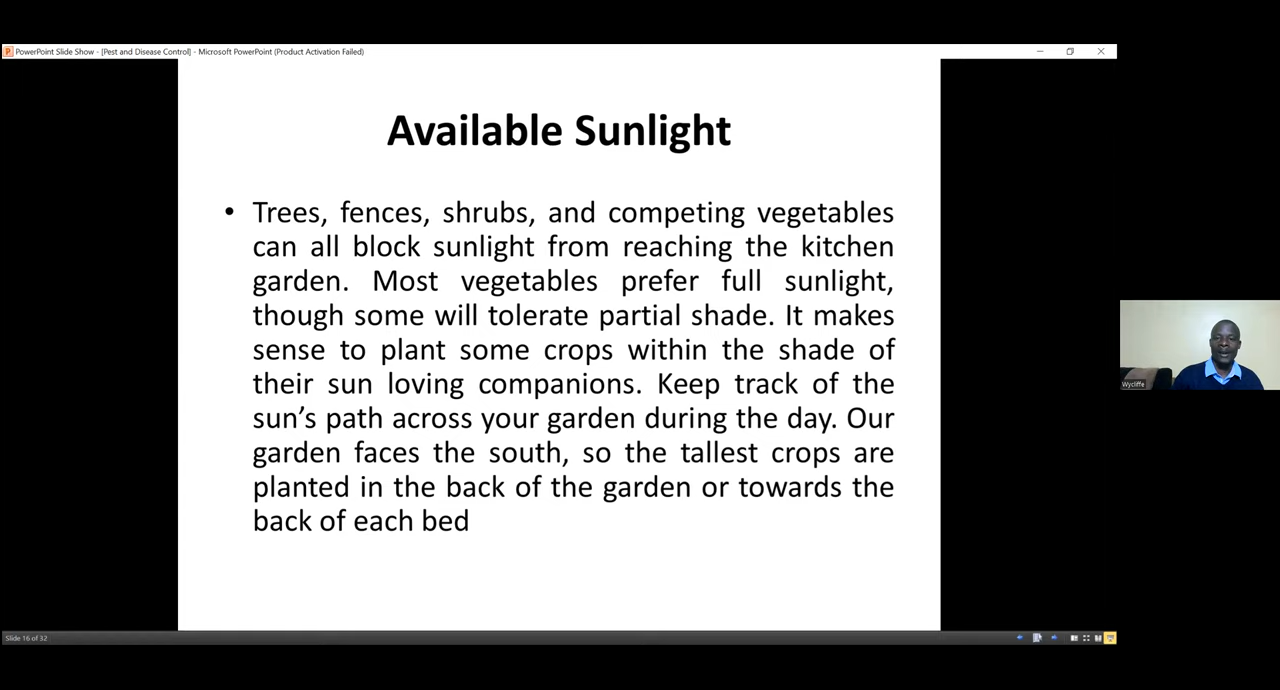 PowerPoint Slide Show - [Pest and Disease Control] - Microsoft PowerPoint (Product Activation Failed)
Available Sunlight
• Trees, fences, shrubs, and competing vegetables
can all block sunlight from reaching the kitchen
garden. Most vegetables prefer full sunlight,
though some will tolerate partial shade. It makes
sense to plant some crops within the shade of
their sun loving companions. Keep track of the
sun’s path across your garden during the day. Our
garden faces the south, so the tallest crops are
planted in the back of the garden or towards the
back of each bed
Wycliffe
Slide 16 of 32